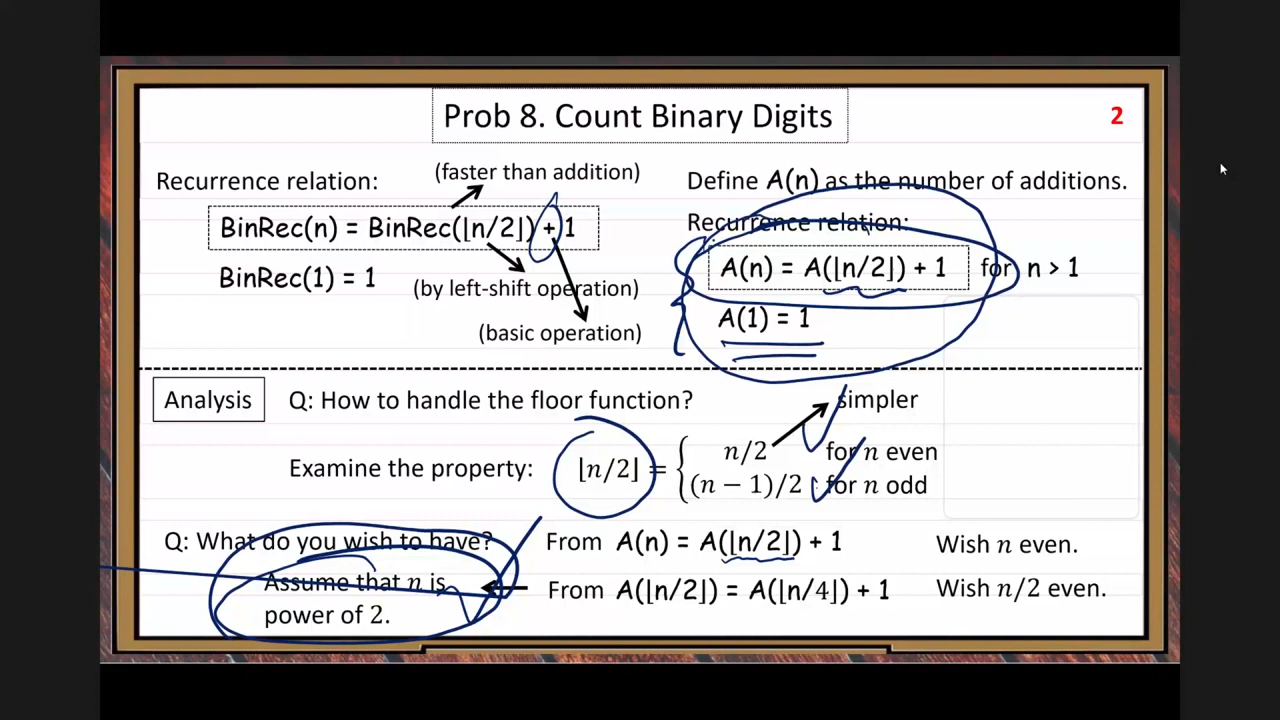 Prob 8. Count Binary Digits
2
Recurrence relation:
(faster than addition)
BinRec(n) = BinRec(⌊n/2⌋) + 1
BinRec(1) = 1
(by left-shift operation)
(basic operation)
Define A(n) as the number of additions.
Recurrence relation:
A(n) = A(⌊n/2⌋) + 1 for n > 1
A(1) = 1
Analysis
Q: How to handle the floor function?
simpler
Examine the property: ⌊n/2⌋ = { n/2 for n even
(n − 1)/2 for n odd
Q: What do you wish to have?
From A(n) = A(⌊n/2⌋) + 1 Wish n even.
Assume that n is
power of 2.
From A(⌊n/2⌋) = A(⌊n/4⌋) + 1 Wish n/2 even.